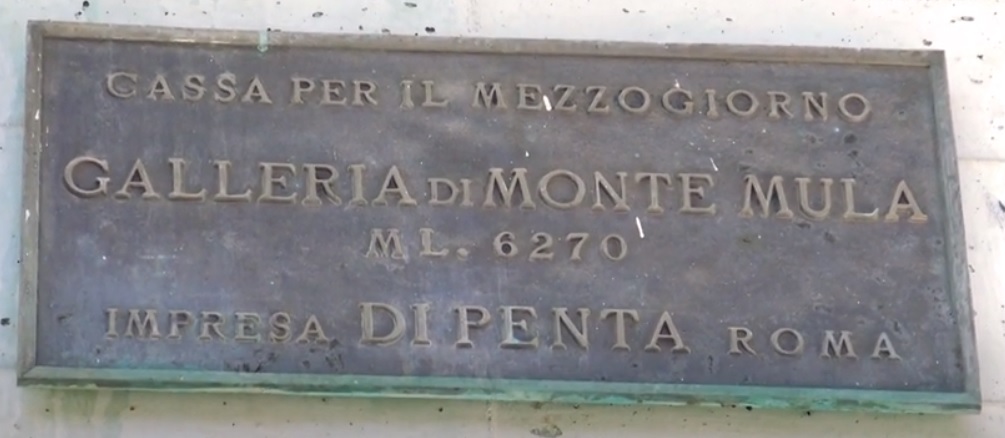 CASSA PER IL MEZZOGIORNO
GALLERIA DI MONTE MULA
ML. 6270
IMPRESA DI PENTA ROMA